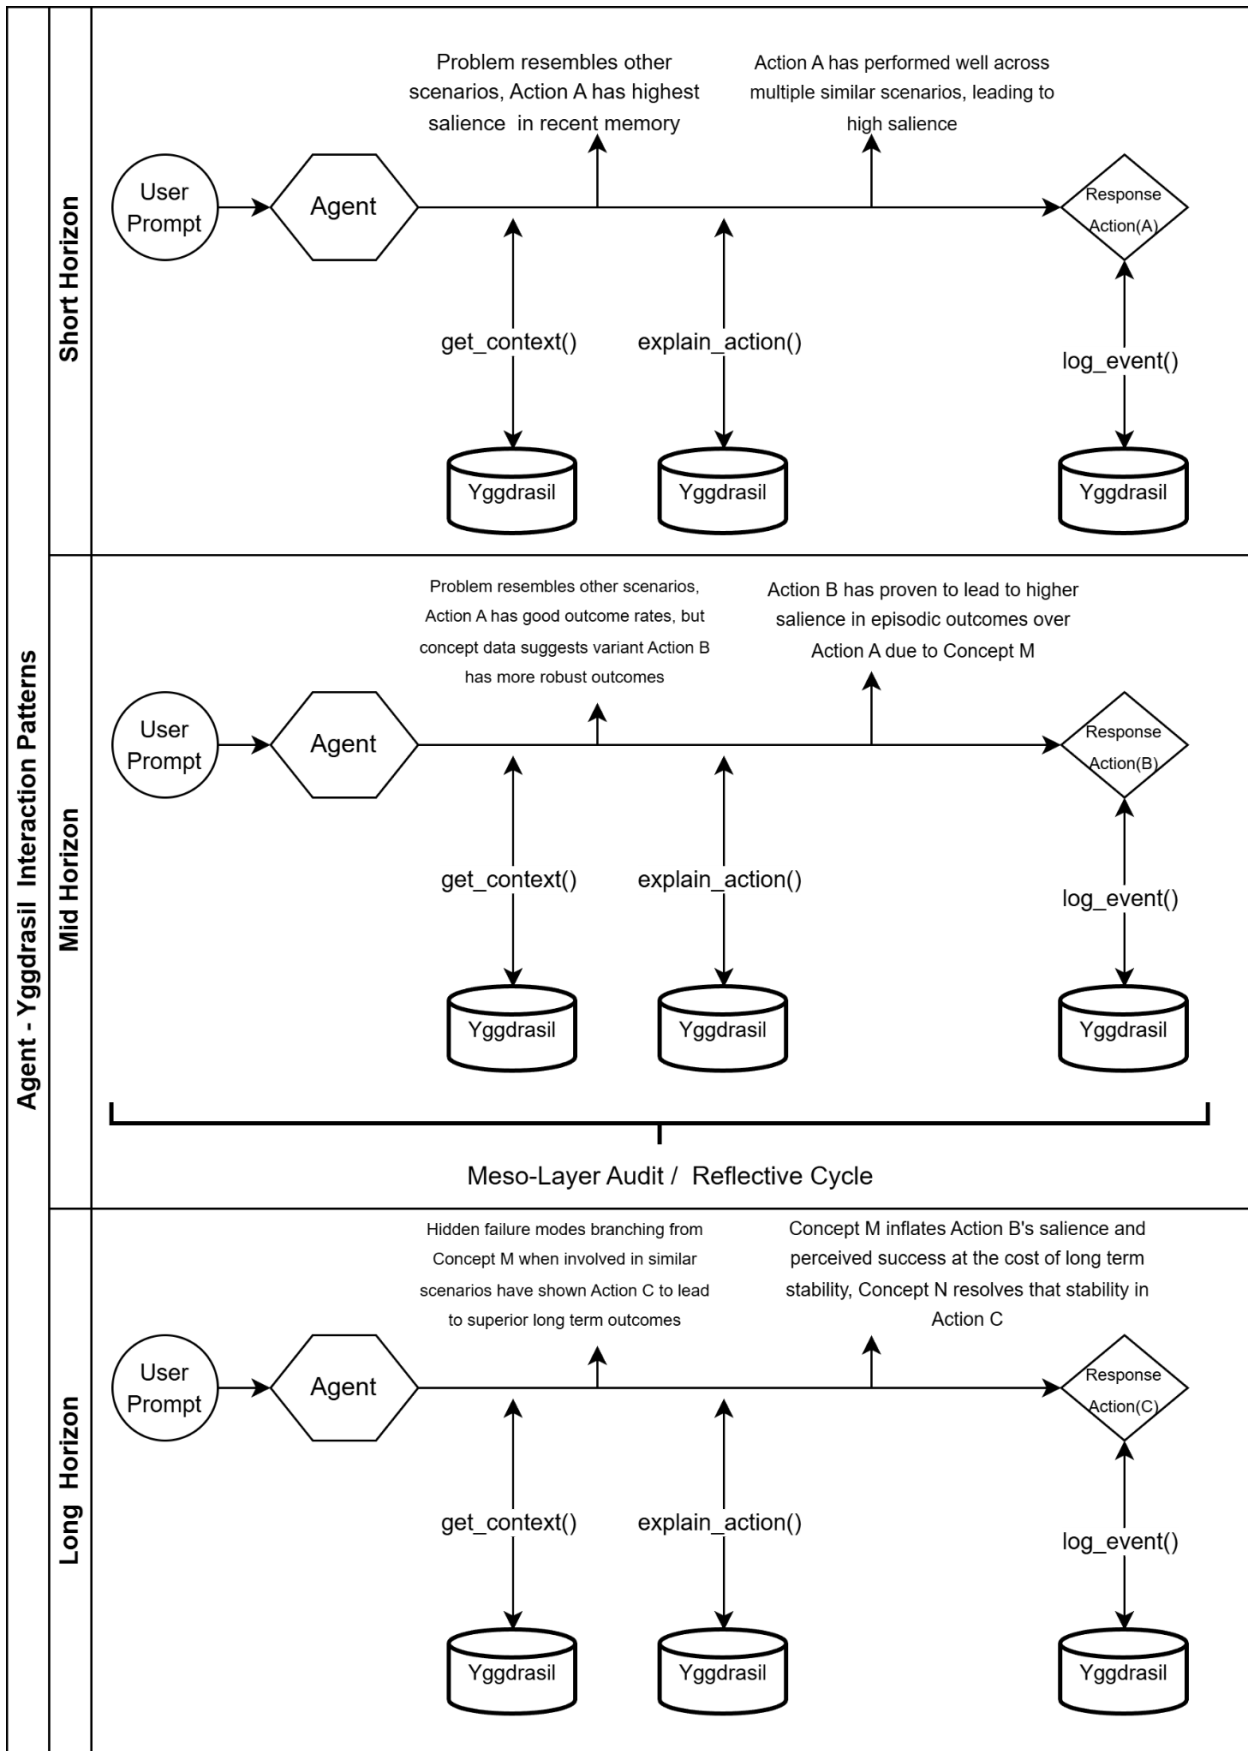 Agent - Yggdrasil Interaction Patterns
Short Horizon
Problem resembles other
scenarios, Action A has highest
salience in recent memory
Action A has performed well across
multiple similar scenarios, leading to
high salience
User
Prompt
Agent
Response
Action(A)
get_context()
explain_action()
log_event()
Yggdrasil
Yggdrasil
Yggdrasil
Mid Horizon
Problem resembles other scenarios,
Action A has good outcome rates, but
concept data suggests variant Action B
has more robust outcomes
Action B has proven to lead to higher
salience in episodic outcomes over
Action A due to Concept M
User
Prompt
Agent
Response
Action(B)
get_context()
explain_action()
log_event()
Yggdrasil
Yggdrasil
Yggdrasil
Meso-Layer Audit / Reflective Cycle
Long Horizon
Hidden failure modes branching from
Concept M when involved in similar
scenarios have shown Action C to lead
to superior long term outcomes
Concept M inflates Action B's salience and
perceived success at the cost of long term
stability, Concept N resolves that stability in
Action C
User
Prompt
Agent
Response
Action(C)
get_context()
explain_action()
log_event()
Yggdrasil
Yggdrasil
Yggdrasil